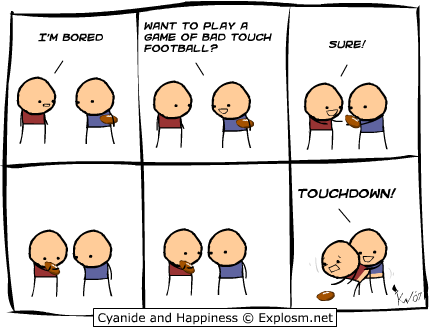 I'M BORED
WANT TO PLAY A
GAME OF BAD TOUCH
FOOTBALL?
SURE!
TOUCHDOWN!
Cyanide and Happiness © Explosm.net